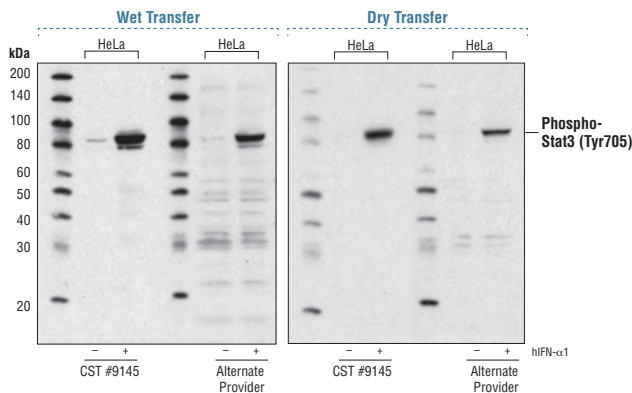 Wet Transfer
Dry Transfer
kDa
HeLa
HeLa
HeLa
HeLa
200
140
100
80
60
50
40
30
20
Phospho-
Stat3 (Tyr705)
– + – + – + – + hIFN-α1
CST #9145
Alternate
Provider
CST #9145
Alternate
Provider